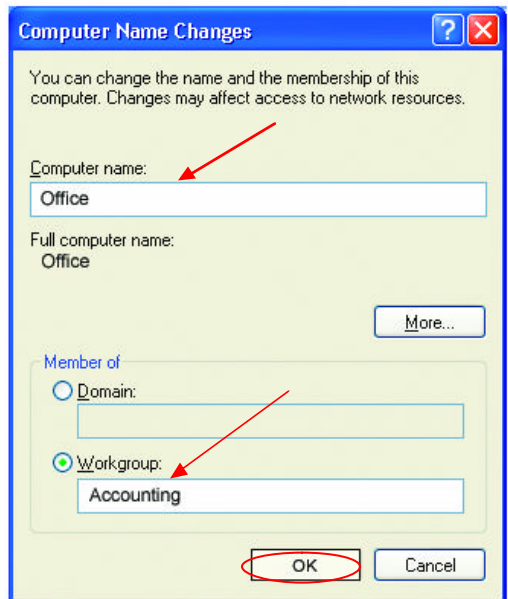 Computer Name Changes
You can change the name and the membership of this
computer. Changes may affect access to network resources.
Computer name:
Office
Full computer name:
Office
More...
Member of
Domain:
Workgroup:
Accounting
OK Cancel